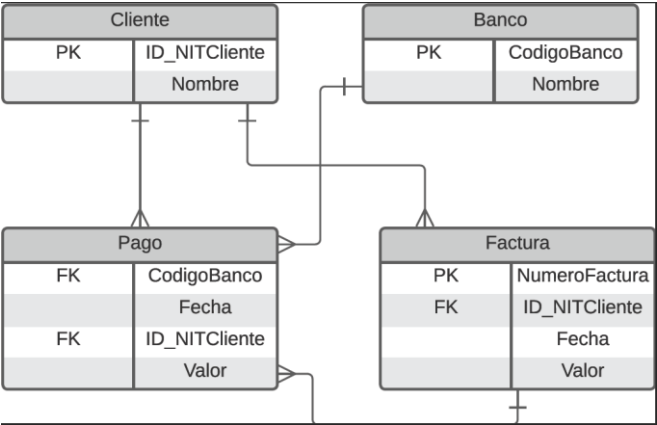 Cliente
PK ID_NITCliente
Nombre
Banco
PK CodigoBanco
Nombre
Pago
FK CodigoBanco
Fecha
FK ID_NITCliente
Valor
Factura
PK NumeroFactura
FK ID_NITCliente
Fecha
Valor